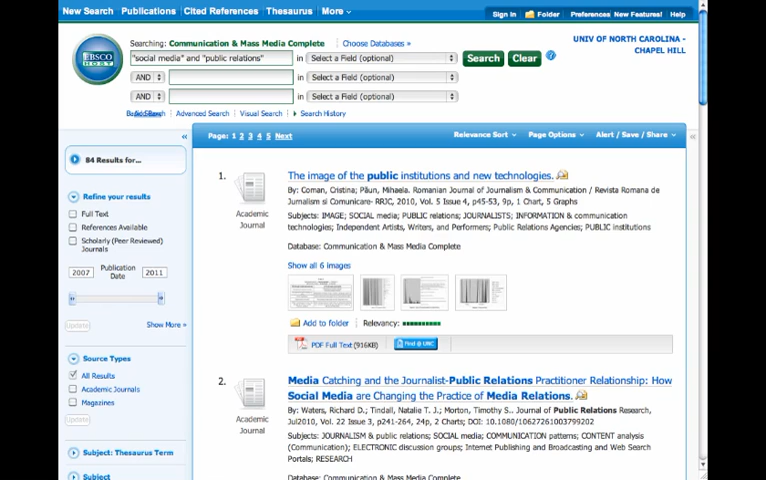 New Search Publications Cited References Thesaurus More
Sign In Folder Preferences New Features! Help
Searching: Communication & Mass Media Complete Choose Databases »
UNIV OF NORTH CAROLINA -
CHAPEL HILL
EBSCO
HOST
"social media" and "public relations" in Select a Field (optional) Search Clear
AND in Select a Field (optional)
AND in Select a Field (optional)
Search Advanced Search Visual Search Search History
«
Page: 1 2 3 4 5 Next Relevance Sort Page Options Alert / Save / Share
«
84 Results for...
Refine your results
Full Text
References Available
Scholarly (Peer Reviewed)
Journals
2007 Publication Date 2011
Update Show More »
Source Types
All Results
Academic Journals
Magazines
Update
Subject: Thesaurus Term
Subject
1. The image of the public institutions and new technologies.
Academic
Journal
By: Coman, Cristina; Păun, Mihaela. Romanian Journal of Journalism & Communication / Revista Romana de
Jurnalism si Comunicare- RRJC, 2010, Vol. 5 Issue 4, p45-53, 9p, 1 Chart, 5 Graphs
Subjects: IMAGE; SOCIAL media; PUBLIC relations; JOURNALISTS; INFORMATION & communication
technologies; Independent Artists, Writers, and Performers; Public Relations Agencies; PUBLIC institutions
Database: Communication & Mass Media Complete
Show all 6 images
Add to folder Relevancy:
PDF Full Text (916KB) Find @ UNC
2. Media Catching and the Journalist-Public Relations Practitioner Relationship: How
Social Media are Changing the Practice of Media Relations.
Academic
Journal
By: Waters, Richard D.; Tindall, Natalie T. J.; Morton, Timothy S.. Journal of Public Relations Research,
Jul2010, Vol. 22 Issue 3, p241-264, 24p, 2 Charts; DOI: 10.1080/10627261003799202
Subjects: JOURNALISM & public relations; SOCIAL media; COMMUNICATION patterns; CONTENT analysis
(Communication); ELECTRONIC discussion groups; Internet Publishing and Broadcasting and Web Search
Portals; RESEARCH
Database: Communication & Mass Media Complete